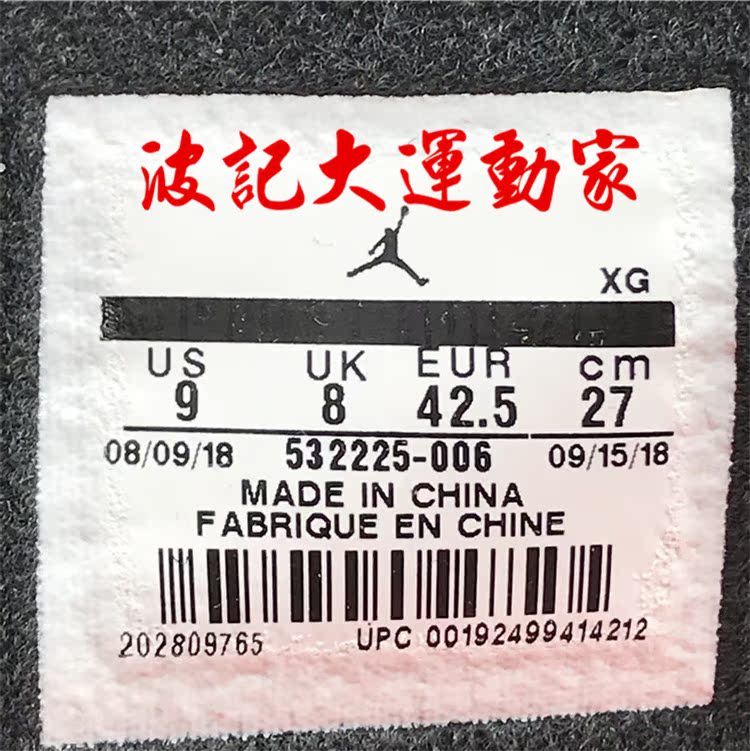 波記大運動家
XG
US UK EUR cm
9 8 42.5 27
08/09/18 532225-006 09/15/18
MADE IN CHINA
FABRIQUE EN CHINE
202809765 UPC 00192499414212